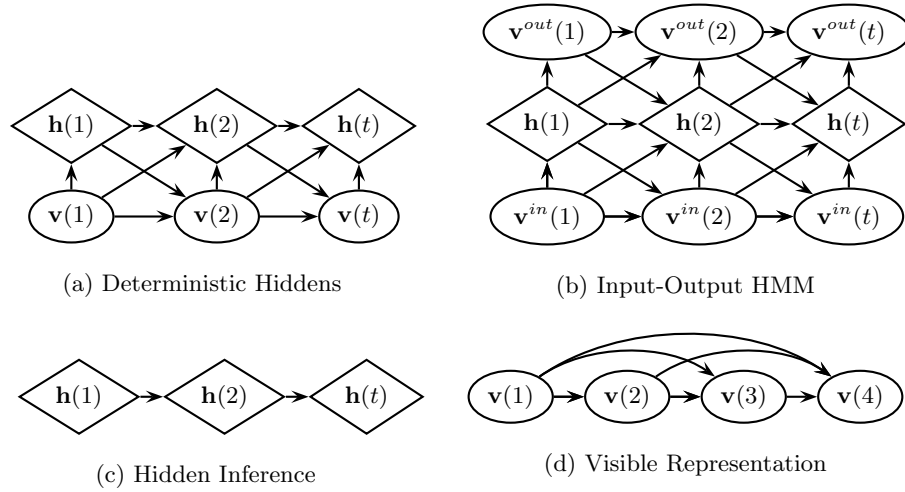 h(1) h(2) h(t)
v(1) v(2) v(t)
(a) Deterministic Hiddens
v^{out}(1) v^{out}(2) v^{out}(t)
h(1) h(2) h(t)
v^{in}(1) v^{in}(2) v^{in}(t)
(b) Input-Output HMM
h(1) h(2) h(t)
(c) Hidden Inference
v(1) v(2) v(3) v(4)
(d) Visible Representation